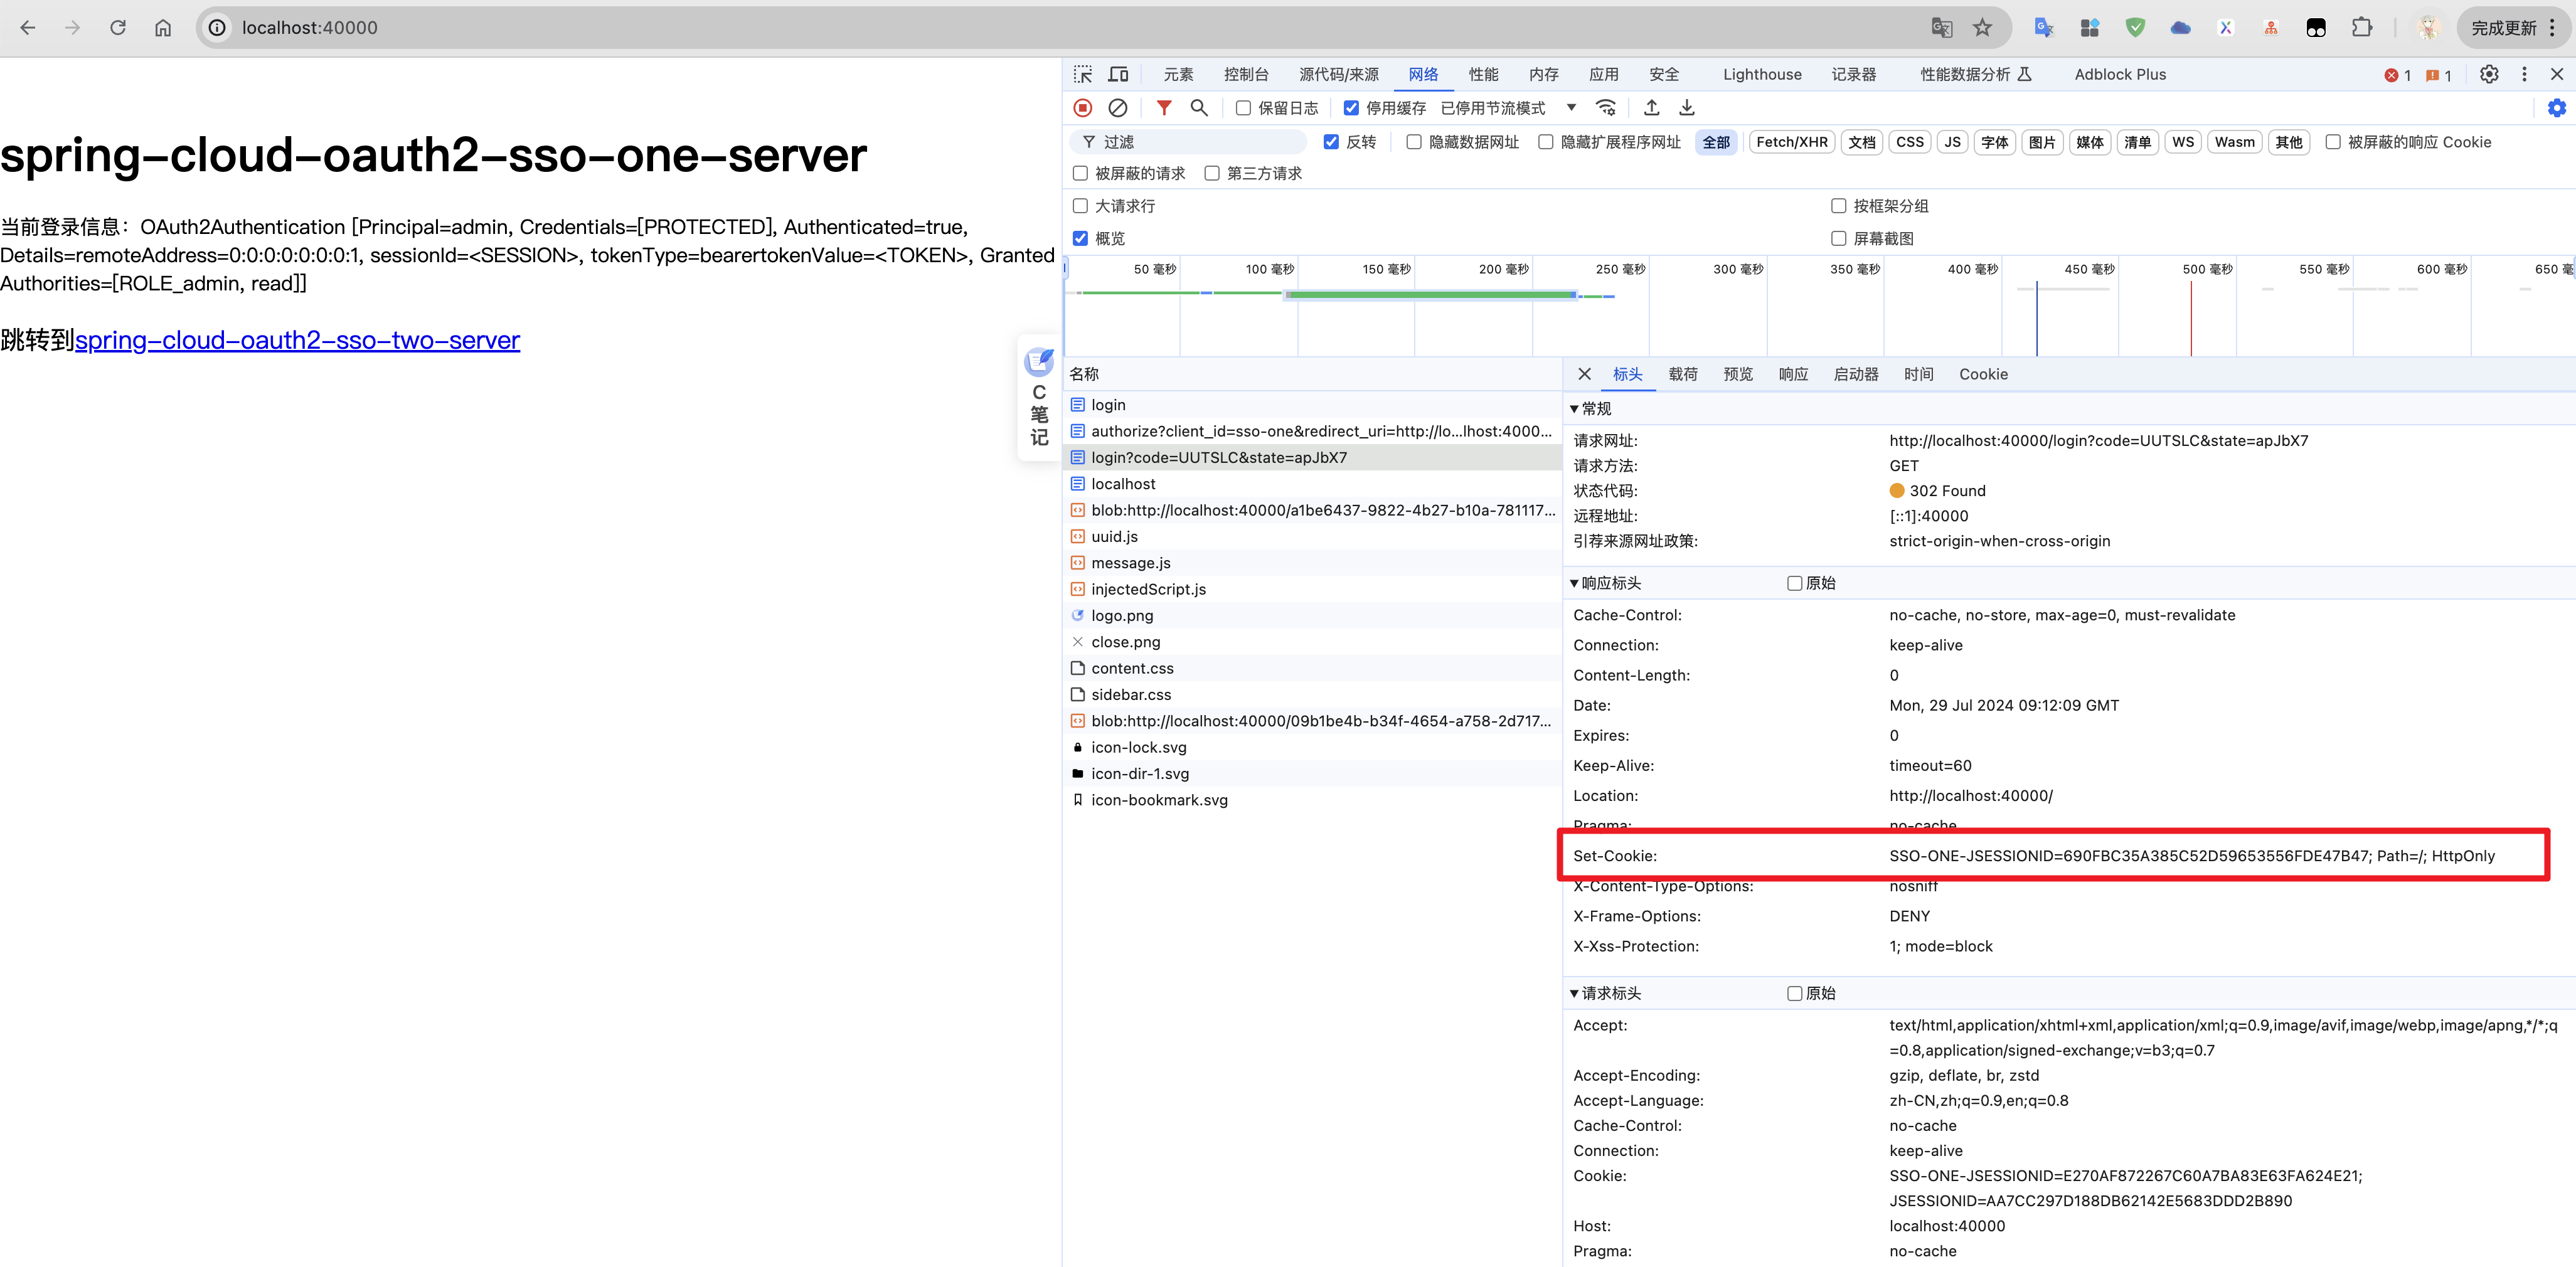 localhost:40000
完成更新
spring-cloud-oauth2-sso-one-server
当前登录信息：OAuth2Authentication [Principal=admin, Credentials=[PROTECTED], Authenticated=true,
Details=remoteAddress=0:0:0:0:0:0:0:1, sessionId=<SESSION>, tokenType=bearertokenValue=<TOKEN>, Granted
Authorities=[ROLE_admin, read]]
跳转到spring-cloud-oauth2-sso-two-server
C
笔
记
元素 控制台 源代码/来源 网络 性能 内存 应用 安全 Lighthouse 记录器 性能数据分析 Adblock Plus 1 1
保留日志 停用缓存 已停用节流模式
过滤 反转 隐藏数据网址 隐藏扩展程序网址 全部 Fetch/XHR 文档 CSS JS 字体 图片 媒体 清单 WS Wasm 其他 被屏蔽的响应 Cookie
被屏蔽的请求 第三方请求
大请求行 按框架分组
概览 屏幕截图
50 毫秒 100 毫秒 150 毫秒 200 毫秒 250 毫秒 300 毫秒 350 毫秒 400 毫秒 450 毫秒 500 毫秒 550 毫秒 600 毫秒 650 毫
名称
login
authorize?client_id=sso-one&redirect_uri=http://lo...lhost:4000...
login?code=UUTSLC&state=apJbX7
localhost
blob:http://localhost:40000/a1be6437-9822-4b27-b10a-781117...
uuid.js
message.js
injectedScript.js
logo.png
close.png
content.css
sidebar.css
blob:http://localhost:40000/09b1be4b-b34f-4654-a758-2d717...
icon-lock.svg
icon-dir-1.svg
icon-bookmark.svg
标头 载荷 预览 响应 启动器 时间 Cookie
常规
请求网址: http://localhost:40000/login?code=UUTSLC&state=apJbX7
请求方法: GET
状态代码: 302 Found
远程地址: [::1]:40000
引荐来源网址政策: strict-origin-when-cross-origin
响应标头 原始
Cache-Control: no-cache, no-store, max-age=0, must-revalidate
Connection: keep-alive
Content-Length: 0
Date: Mon, 29 Jul 2024 09:12:09 GMT
Expires: 0
Keep-Alive: timeout=60
Location: http://localhost:40000/
Pragma: no-cache
Set-Cookie: SSO-ONE-JSESSIONID=690FBC35A385C52D59653556FDE47B47; Path=/; HttpOnly
X-Content-Type-Options: nosniff
X-Frame-Options: DENY
X-Xss-Protection: 1; mode=block
请求标头 原始
Accept: text/html,application/xhtml+xml,application/xml;q=0.9,image/avif,image/webp,image/apng,*/*;q
=0.8,application/signed-exchange;v=b3;q=0.7
Accept-Encoding: gzip, deflate, br, zstd
Accept-Language: zh-CN,zh;q=0.9,en;q=0.8
Cache-Control: no-cache
Connection: keep-alive
Cookie: SSO-ONE-JSESSIONID=E270AF872267C60A7BA83E63FA624E21;
JSESSIONID=AA7CC297D188DB62142E5683DDD2B890
Host: localhost:40000
Pragma: no-cache